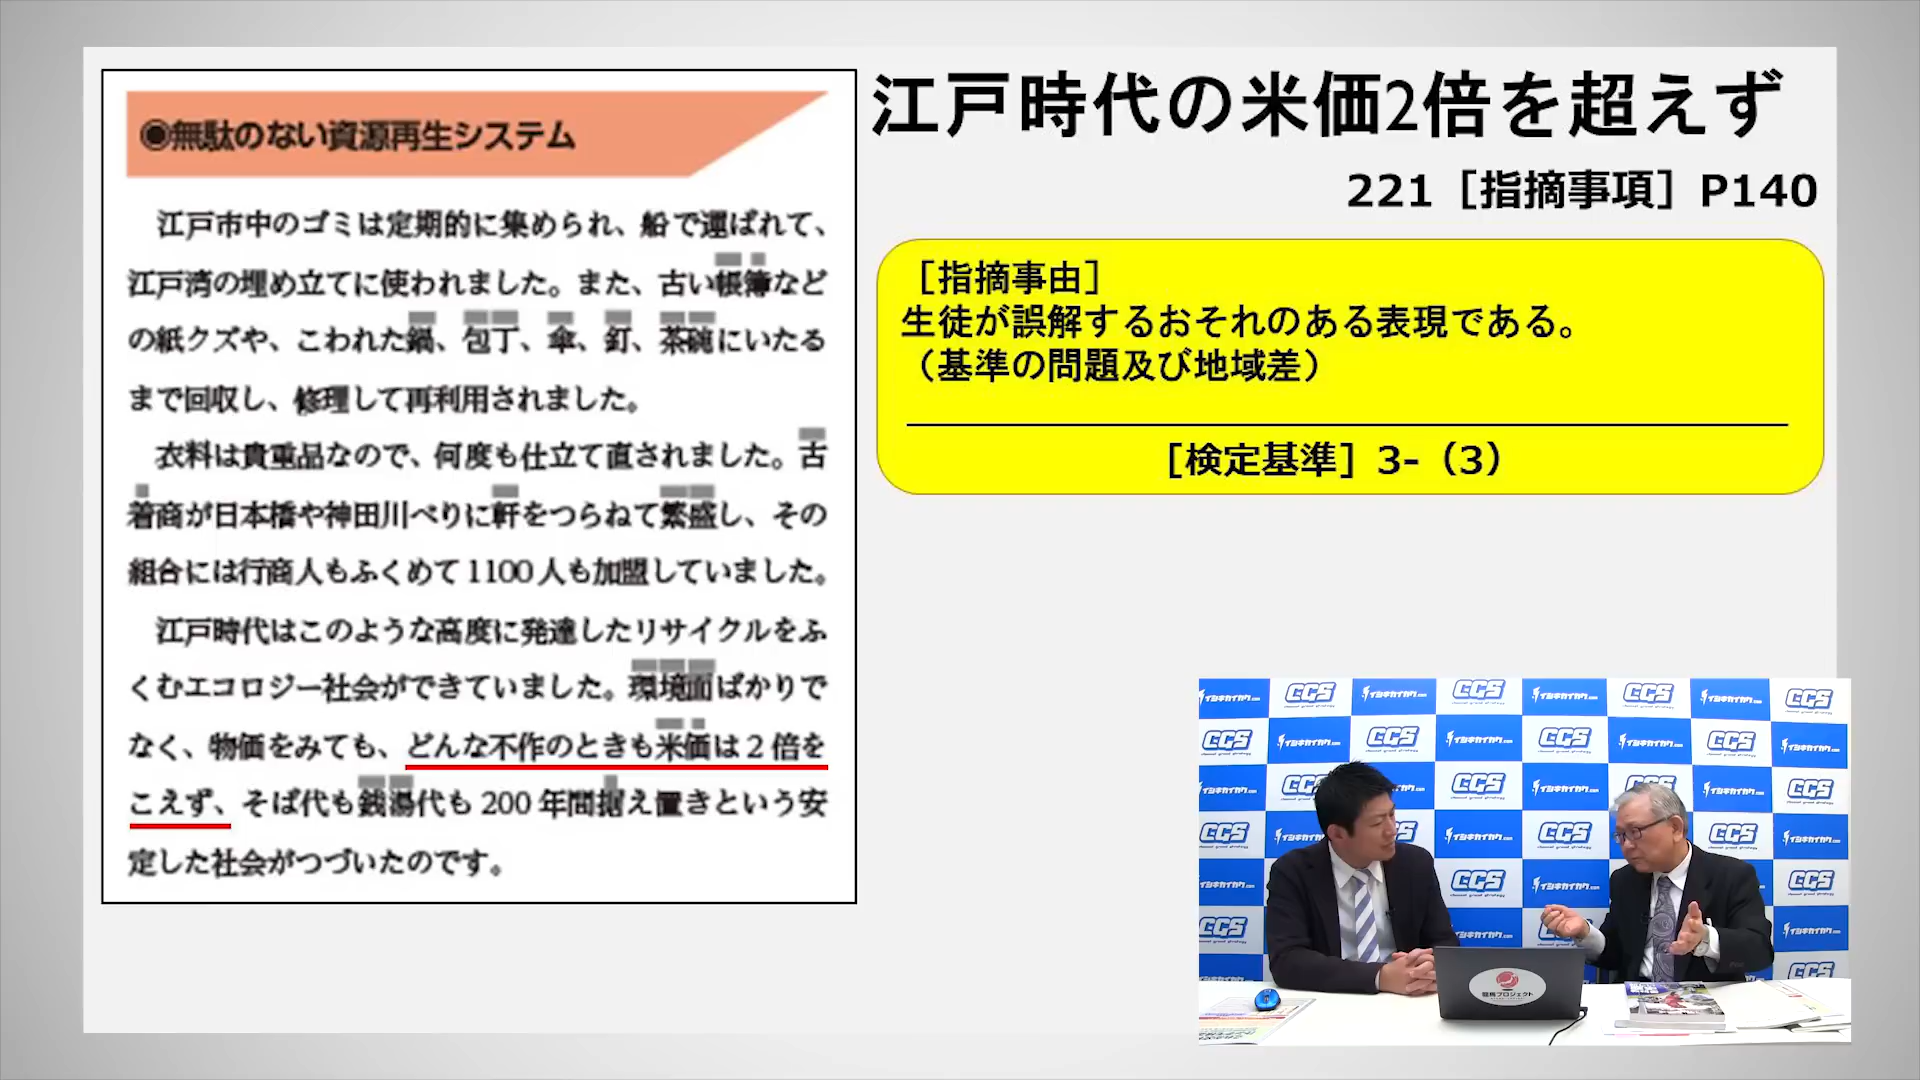 ◉無駄のない資源再生システム
江戸市中のゴミは定期的に集められ、船で運ばれて、
江戸湾の埋め立てに使われました。また、古い帳簿など
の紙クズや、こわれた鍋、包丁、傘、釘、茶碗にいたる
まで回収し、修理して再利用されました。
衣料は貴重品なので、何度も仕立て直されました。古
着商が日本橋や神田川べりに軒をつらねて繁盛し、その
組合には行商人もふくめて1100人も加盟していました。
江戸時代はこのような高度に発達したリサイクルをふ
くむエコロジー社会ができていました。環境面ばかりで
なく、物価をみても、どんな不作のときも米価は2倍を
こえず、そば代も銭湯代も200年間据え置きという安
定した社会がつづいたのです。
江戸時代の米価2倍を超えず
221［指摘事項］P140
［指摘事由］
生徒が誤解するおそれのある表現である。
（基準の問題及び地域差）
［検定基準］3-（3）
CGS
イシキカイカク.com